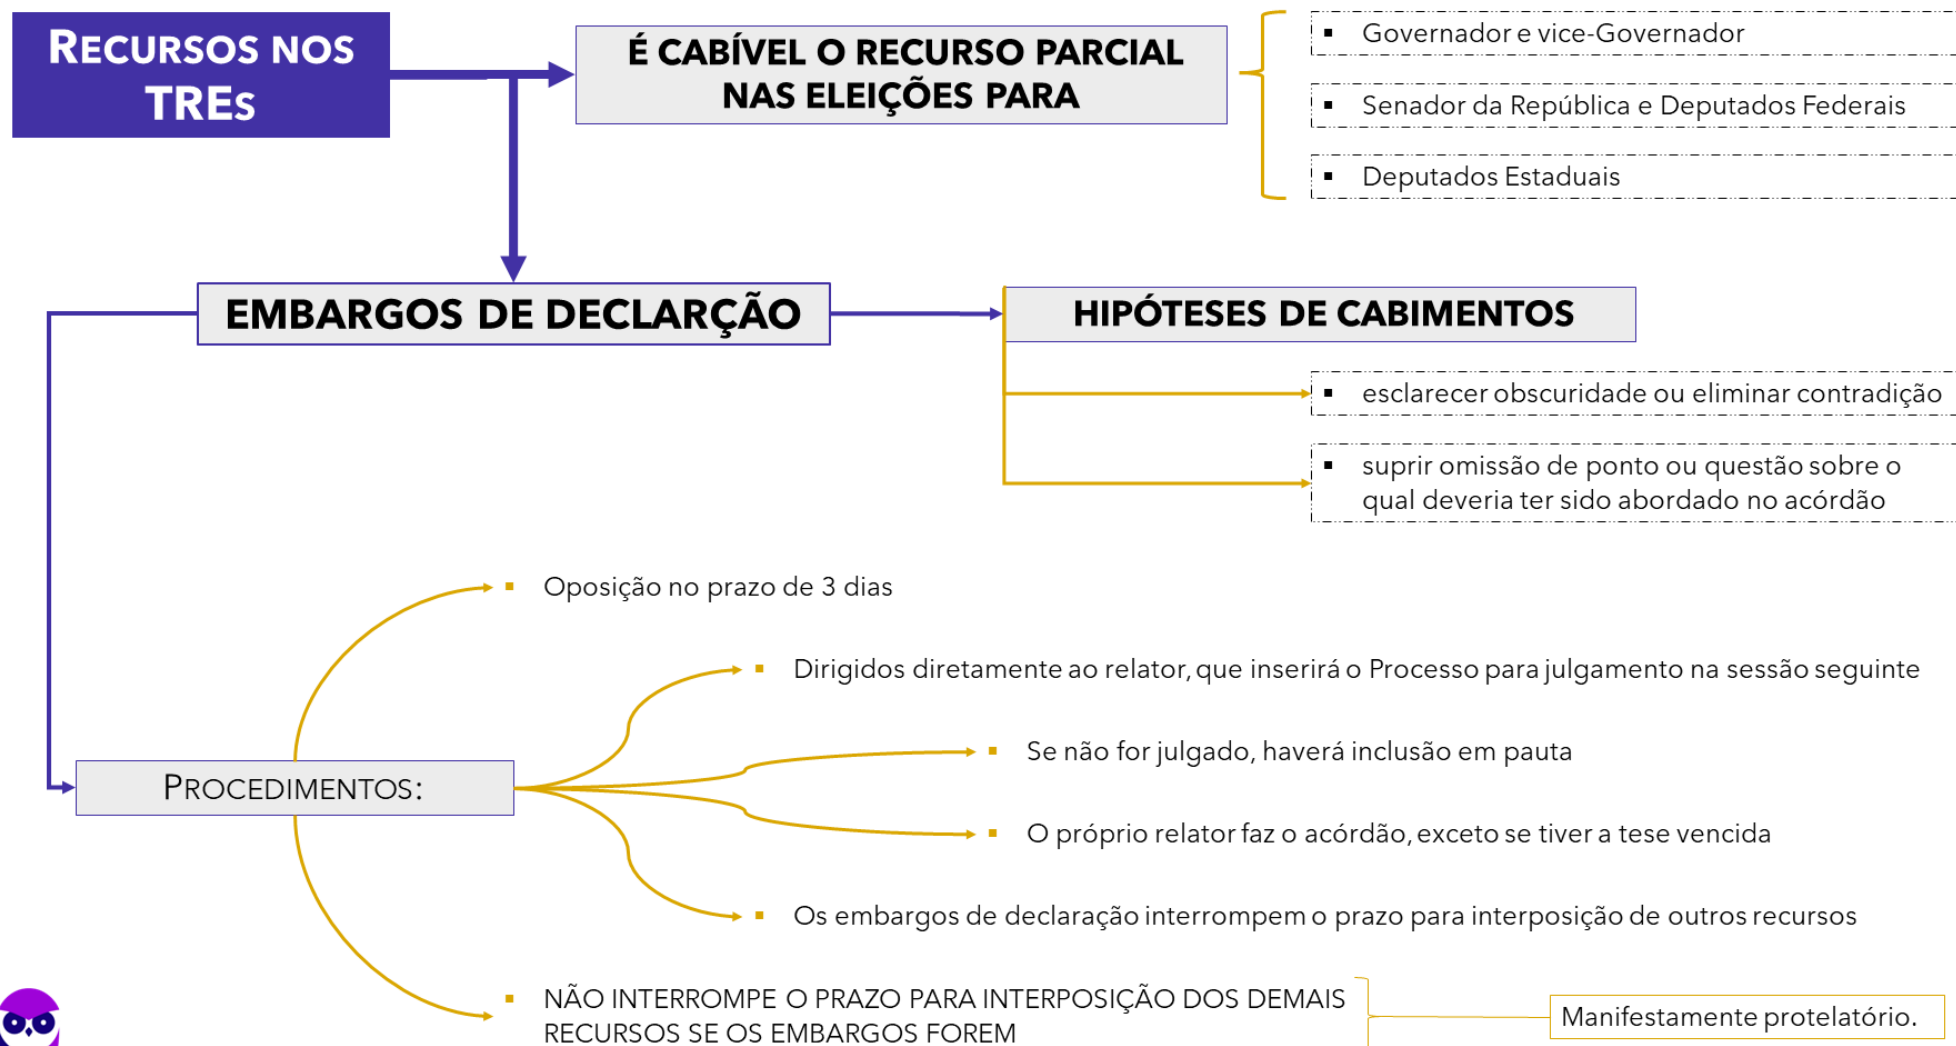 RECURSOS NOS
TRES
É CABÍVEL O RECURSO PARCIAL
NAS ELEIÇÕES PARA
▪ Governador e vice-Governador
▪ Senador da República e Deputados Federais
▪ Deputados Estaduais
EMBARGOS DE DECLARÇÃO
HIPÓTESES DE CABIMENTOS
▪ esclarecer obscuridade ou eliminar contradição
▪ suprir omissão de ponto ou questão sobre o
qual deveria ter sido abordado no acórdão
PROCEDIMENTOS:
▪ Oposição no prazo de 3 dias
▪ Dirigidos diretamente ao relator, que inserirá o Processo para julgamento na sessão seguinte
▪ Se não for julgado, haverá inclusão em pauta
▪ O próprio relator faz o acórdão, exceto se tiver a tese vencida
▪ Os embargos de declaração interrompem o prazo para interposição de outros recursos
▪ NÃO INTERROMPE O PRAZO PARA INTERPOSIÇÃO DOS DEMAIS
RECURSOS SE OS EMBARGOS FOREM
Manifestamente protelatório.